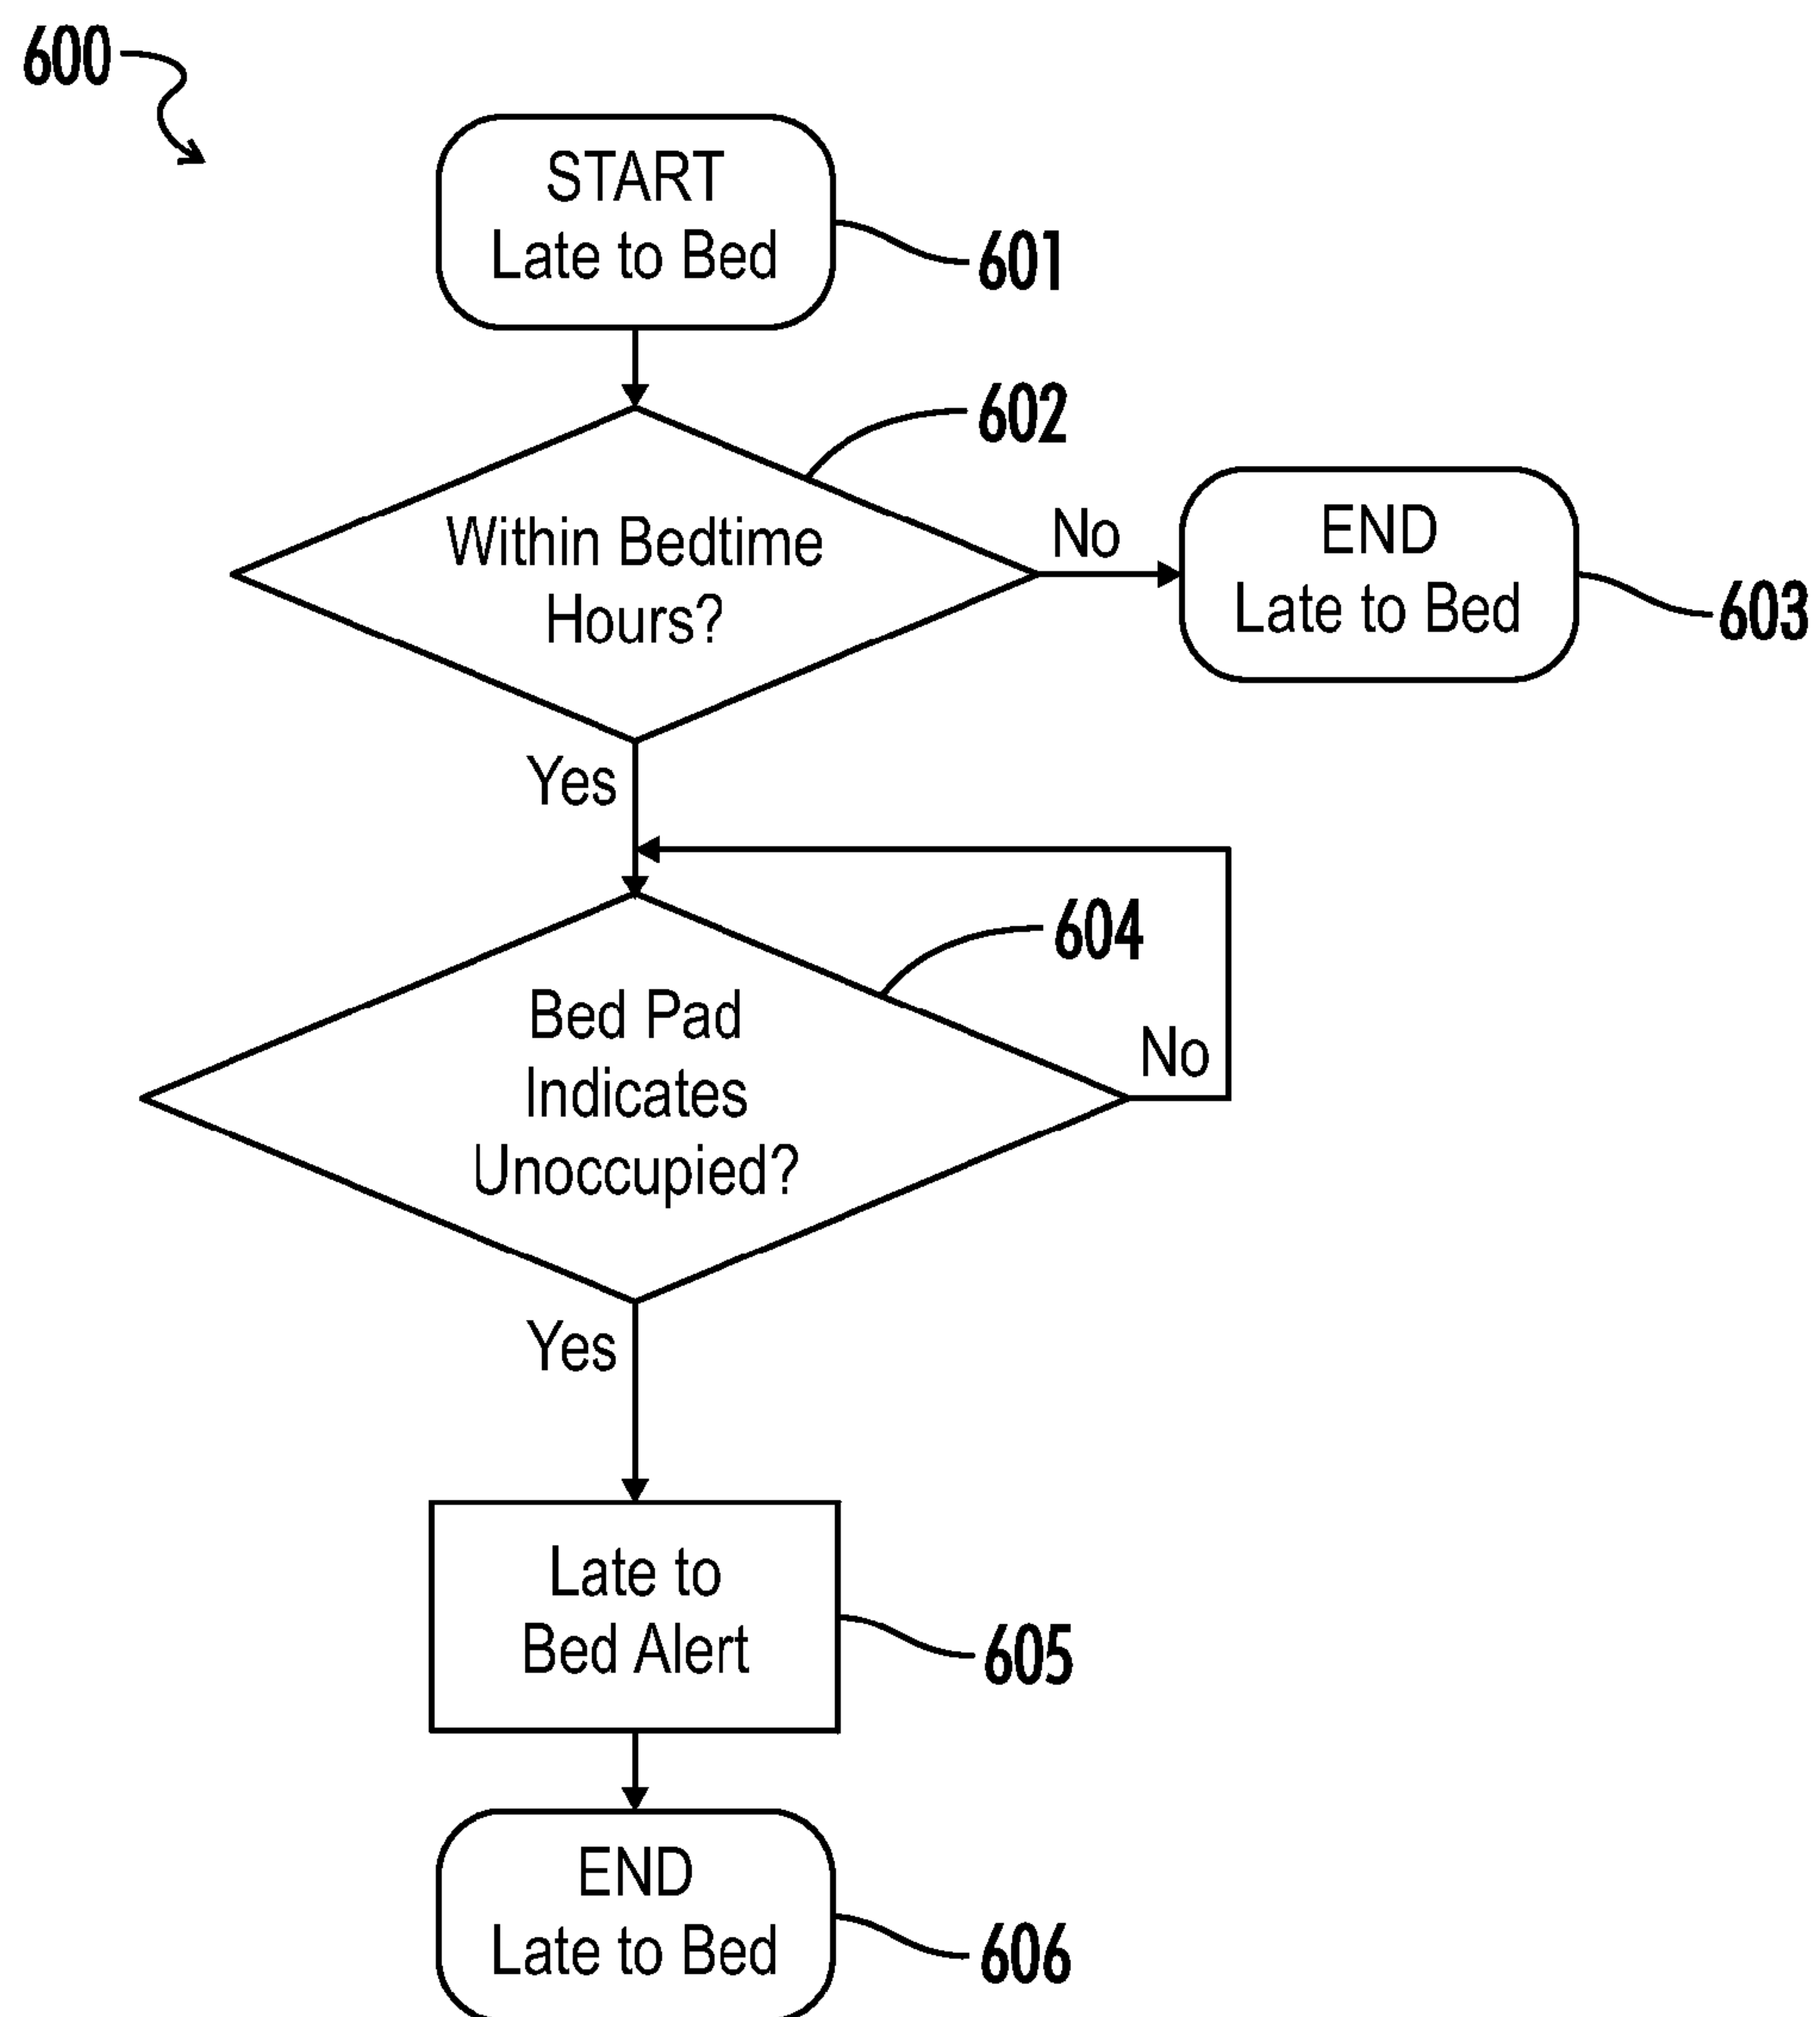 600
START
Late to Bed
601
602
Within Bedtime
Hours?
No
END
Late to Bed
603
Yes
604
Bed Pad
Indicates
Unoccupied?
No
Yes
Late to
Bed Alert
605
END
Late to Bed
606